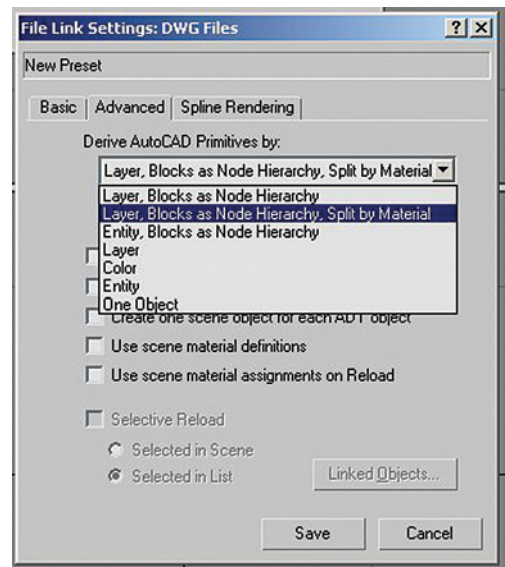 File Link Settings: DWG Files
New Preset
Basic Advanced Spline Rendering
Derive AutoCAD Primitives by:
Layer, Blocks as Node Hierarchy, Split by Material
Layer, Blocks as Node Hierarchy
Layer, Blocks as Node Hierarchy, Split by Material
Entity, Blocks as Node Hierarchy
Layer
Color
Entity
One Object
Create one scene object for each ADT object
Use scene material definitions
Use scene material assignments on Reload
Selective Reload
Selected in Scene
Selected in List
Linked Objects...
Save Cancel